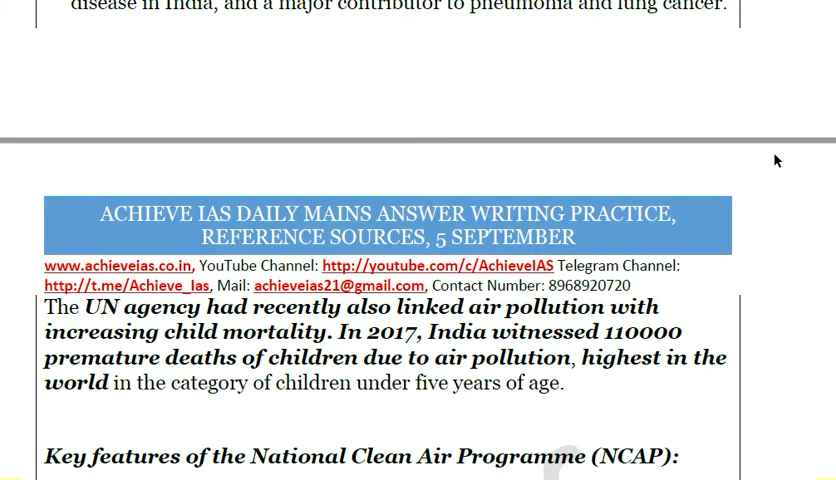 disease in India, and a major contributor to pneumonia and lung cancer.
ACHIEVE IAS DAILY MAINS ANSWER WRITING PRACTICE,
REFERENCE SOURCES, 5 SEPTEMBER
www.achieveias.co.in, YouTube Channel: http://youtube.com/c/AchieveIAS Telegram Channel:
http://t.me/Achieve_Ias, Mail: achieveias21@gmail.com, Contact Number: 8968920720
The UN agency had recently also linked air pollution with
increasing child mortality. In 2017, India witnessed 110000
premature deaths of children due to air pollution, highest in the
world in the category of children under five years of age.
Key features of the National Clean Air Programme (NCAP):